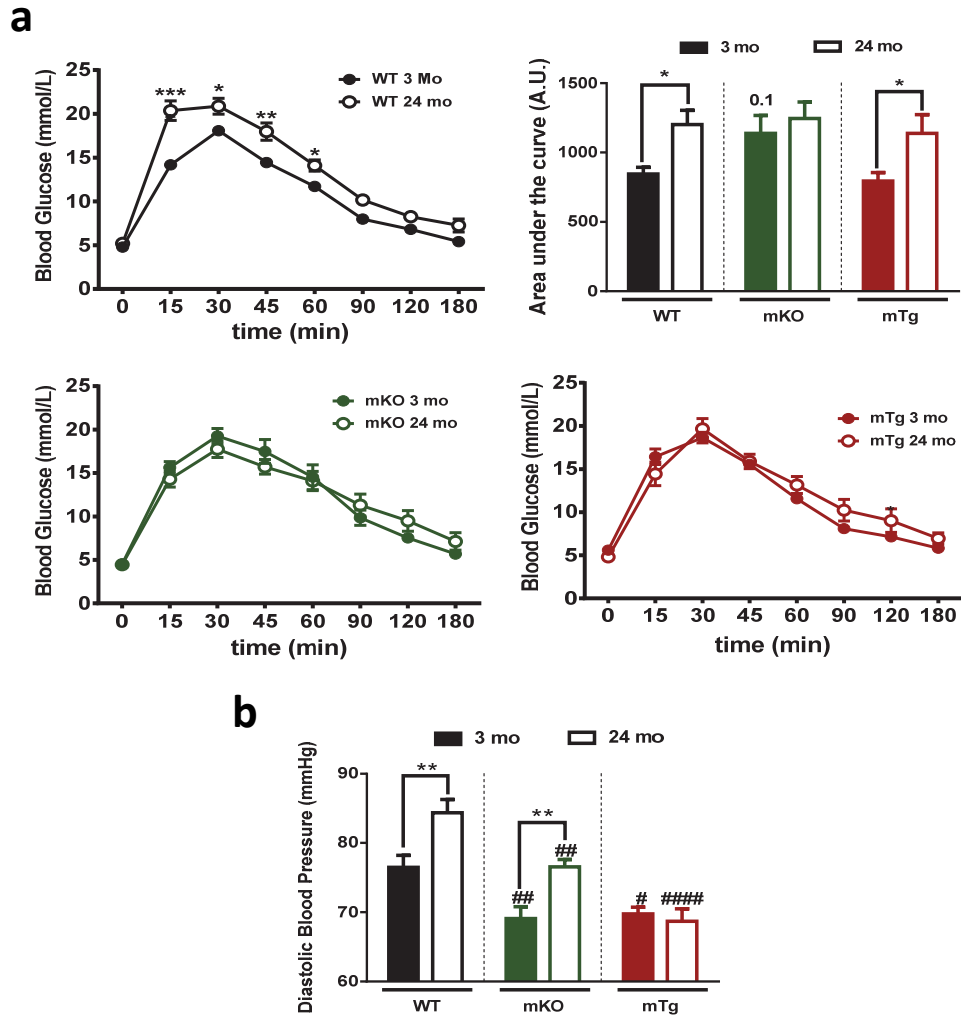 a
Blood Glucose (mmol/L)
25
20
15
10
5
0
*** * ** *
WT 3 Mo
WT 24 mo
0 15 30 45 60 90 120 180
time (min)
3 mo 24 mo
Area under the curve (A.U.)
1500
1000
500
0
* 0.1 *
WT mKO mTg
Blood Glucose (mmol/L)
25
20
15
10
5
0
mKO 3 mo
mKO 24 mo
0 15 30 45 60 90 120 180
time (min)
Blood Glucose (mmol/L)
25
20
15
10
5
0
mTg 3 mo
mTg 24 mo
0 15 30 45 60 90 120 180
time (min)
b
3 mo 24 mo
Diastolic Blood Pressure (mmHg)
90
80
70
60
** **
## ## # ####
WT mKO mTg